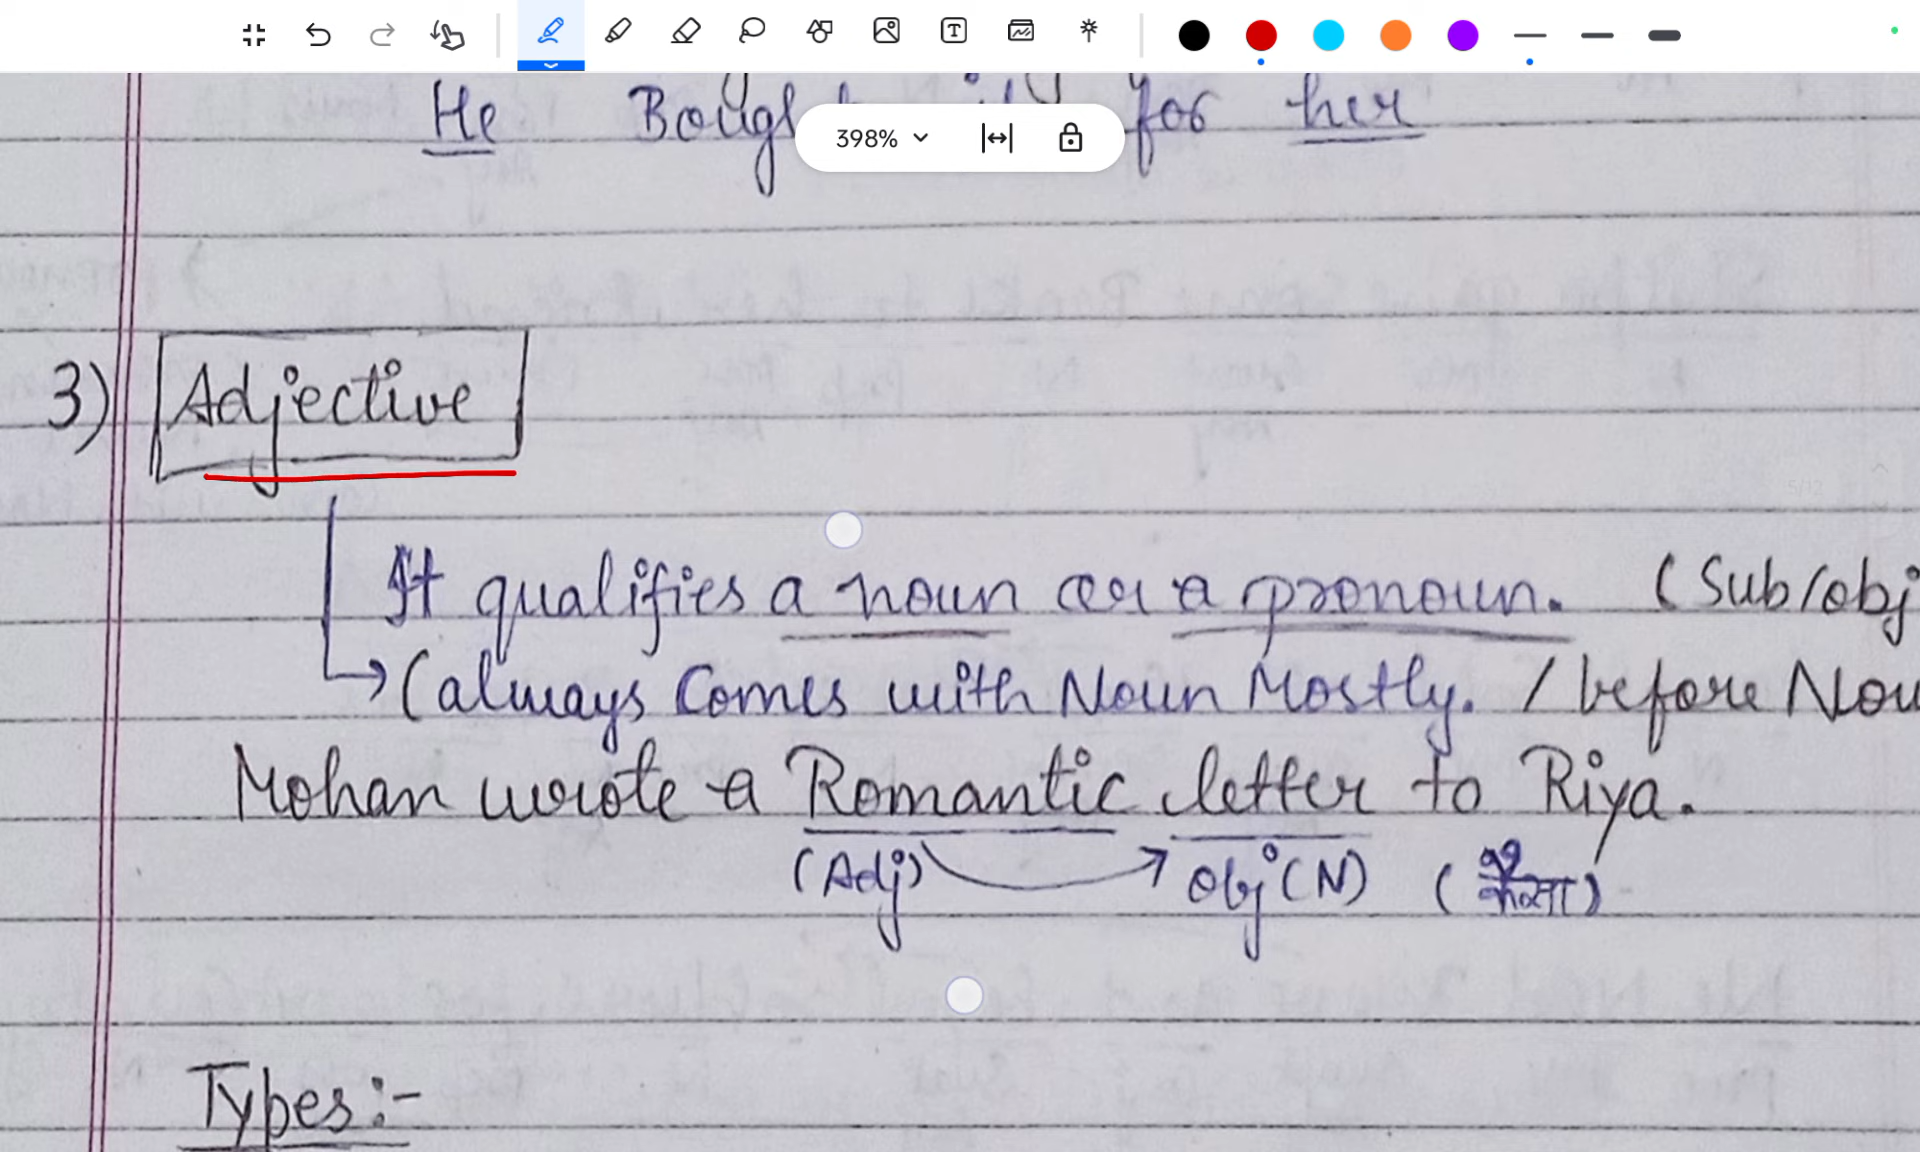 He Bough for her
398%
3) Adjective
It qualifies a noun or a pronoun. (Sub/obj
(always Comes with Noun Mostly. / before Nou
Mohan wrote a Romantic letter to Riya.
(Adj) obj (N)
Types:-